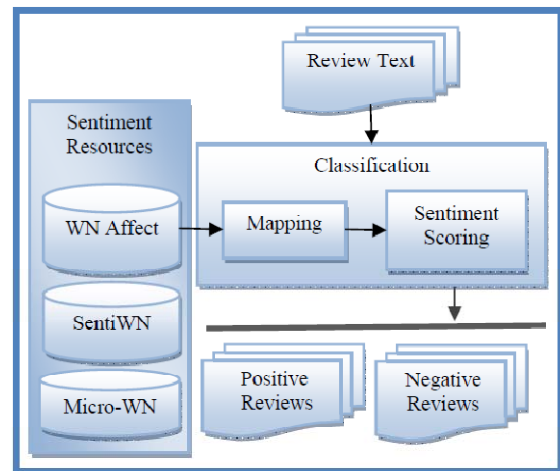 Review Text
Sentiment
Resources
Classification
WN Affect
Mapping
Sentiment
Scoring
SentiWN
Micro-WN
Positive
Reviews
Negative
Reviews